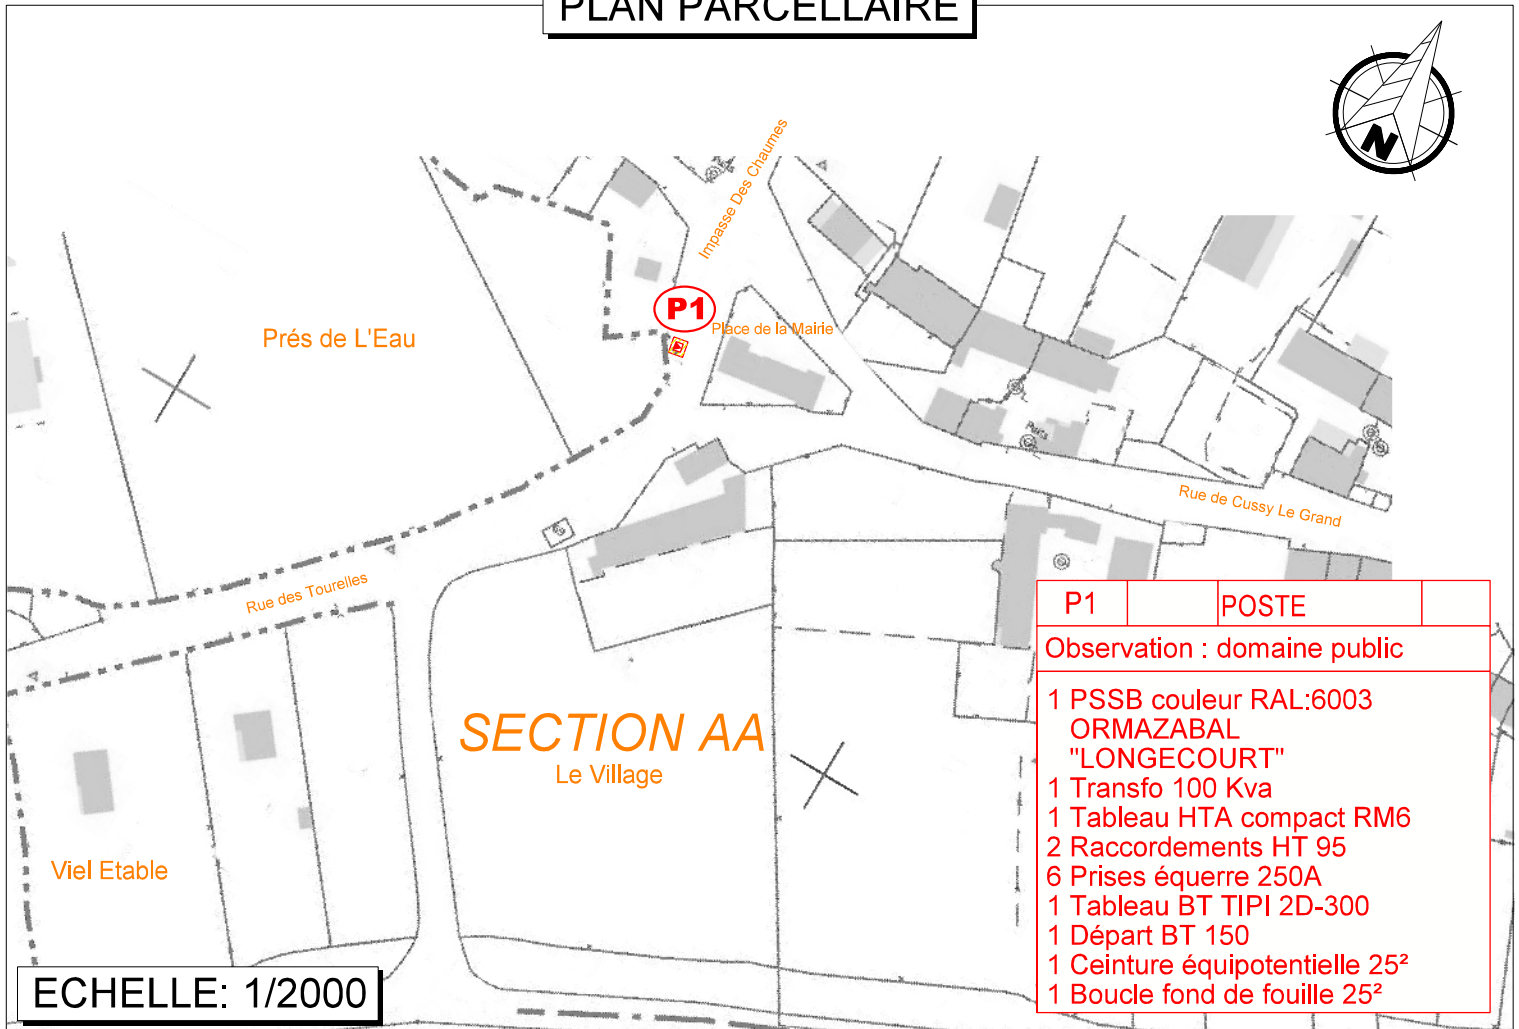 PLAN PARCELLAIRE
N
Impasse Des Chaumes
P1
Place de la Mairie
Prés de L'Eau
Puits
Rue de Cussy Le Grand
Rue des Tourelles
SECTION AA
Le Village
Viel Etable
P1 POSTE
Observation : domaine public
1 PSSB couleur RAL:6003
ORMAZABAL
"LONGECOURT"
1 Transfo 100 Kva
1 Tableau HTA compact RM6
2 Raccordements HT 95
6 Prises équerre 250A
1 Tableau BT TIPI 2D-300
1 Départ BT 150
1 Ceinture équipotentielle 25²
1 Boucle fond de fouille 25²
ECHELLE: 1/2000